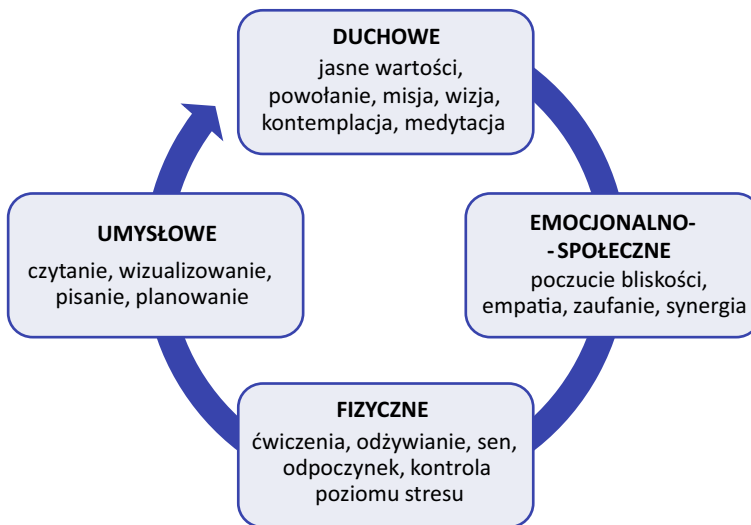 DUCHOWE
jasne wartości,
powołanie, misja, wizja,
kontemplacja, medytacja
EMOCJONALNO-
-SPOŁECZNE
poczucie bliskości,
empatia, zaufanie, synergia
FIZYCZNE
ćwiczenia, odżywianie, sen,
odpoczynek, kontrola
poziomu stresu
UMYSŁOWE
czytanie, wizualizowanie,
pisanie, planowanie